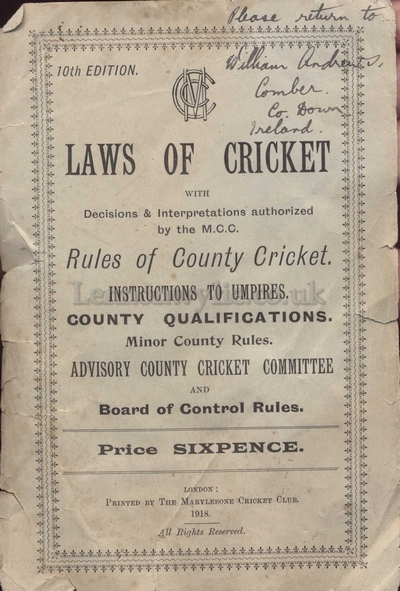 Please return to
William Andrews.
Comber.
Co. Down
Ireland.
10th EDITION.
MCC
LAWS OF CRICKET
WITH
Decisions & Interpretations authorized
by the M.C.C.
Rules of County Cricket.
INSTRUCTIONS TO UMPIRES.
COUNTY QUALIFICATIONS.
Minor County Rules.
ADVISORY COUNTY CRICKET COMMITTEE
AND
Board of Control Rules.
Price SIXPENCE.
LONDON:
PRINTED BY THE MARYLEBONE CRICKET CLUB.
1918.
All Rights Reserved.